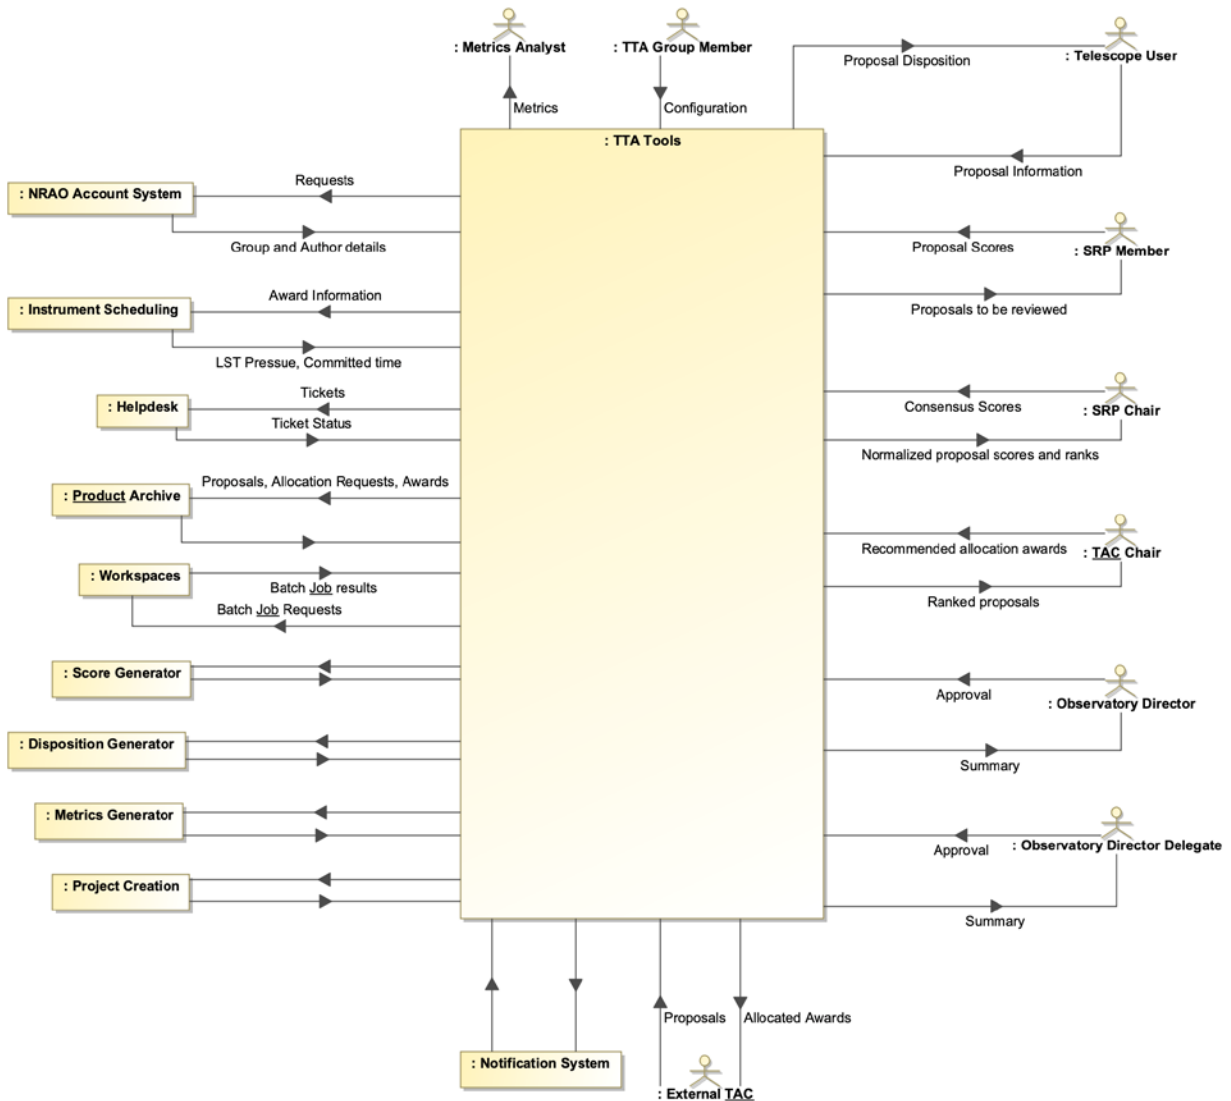 : Metrics Analyst
: TTA Group Member
: Telescope User
Proposal Disposition
Metrics
Configuration
: TTA Tools
Proposal Information
: NRAO Account System
Requests
Group and Author details
Proposal Scores
: SRP Member
Proposals to be reviewed
: Instrument Scheduling
Award Information
LST Pressue, Committed time
: Helpdesk
Tickets
Ticket Status
Consensus Scores
: SRP Chair
Normalized proposal scores and ranks
: Product Archive
Proposals, Allocation Requests, Awards
Recommended allocation awards
: TAC Chair
Ranked proposals
: Workspaces
Batch Job results
Batch Job Requests
: Score Generator
Approval
: Observatory Director
Summary
: Disposition Generator
: Metrics Generator
Approval
: Observatory Director Delegate
Summary
: Project Creation
Proposals
Allocated Awards
: Notification System
: External TAC